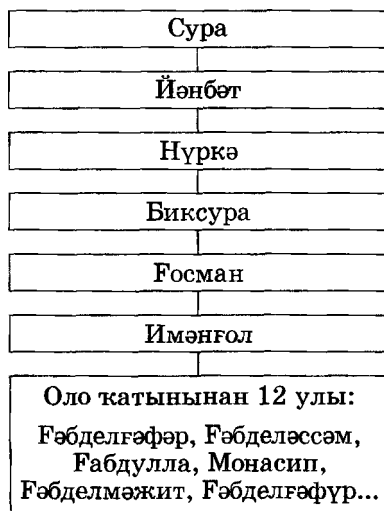 Сура
Йәнбәт
Нүркә
Биксура
Ғосман
Имәнғол
Оло ҡатынынан 12 улы:
Ғәбделғәфәр, Ғәбделәссәм,
Ғабдулла, Монасип,
Ғәбделмәжит, Ғәбделғәфүр...